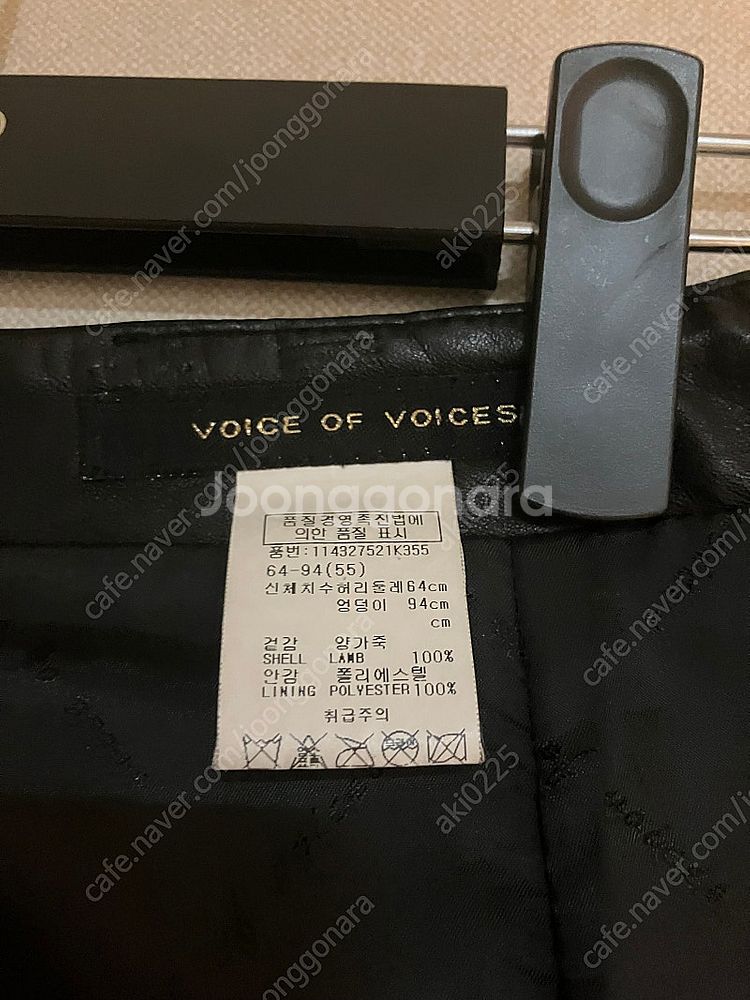 VOICE OF VOICES
Joonggonara
품질경영촉진법에
의한 품질 표시
품번:114327521K355
64-94(55)
신체치수허리둘레64cm
엉덩이 94cm
cm
겉감 양가죽
SHELL LAMB 100%
안감 폴리에스텔
LINING POLYESTER100%
취급주의
cafe.naver.com/joonggonara
aki0225